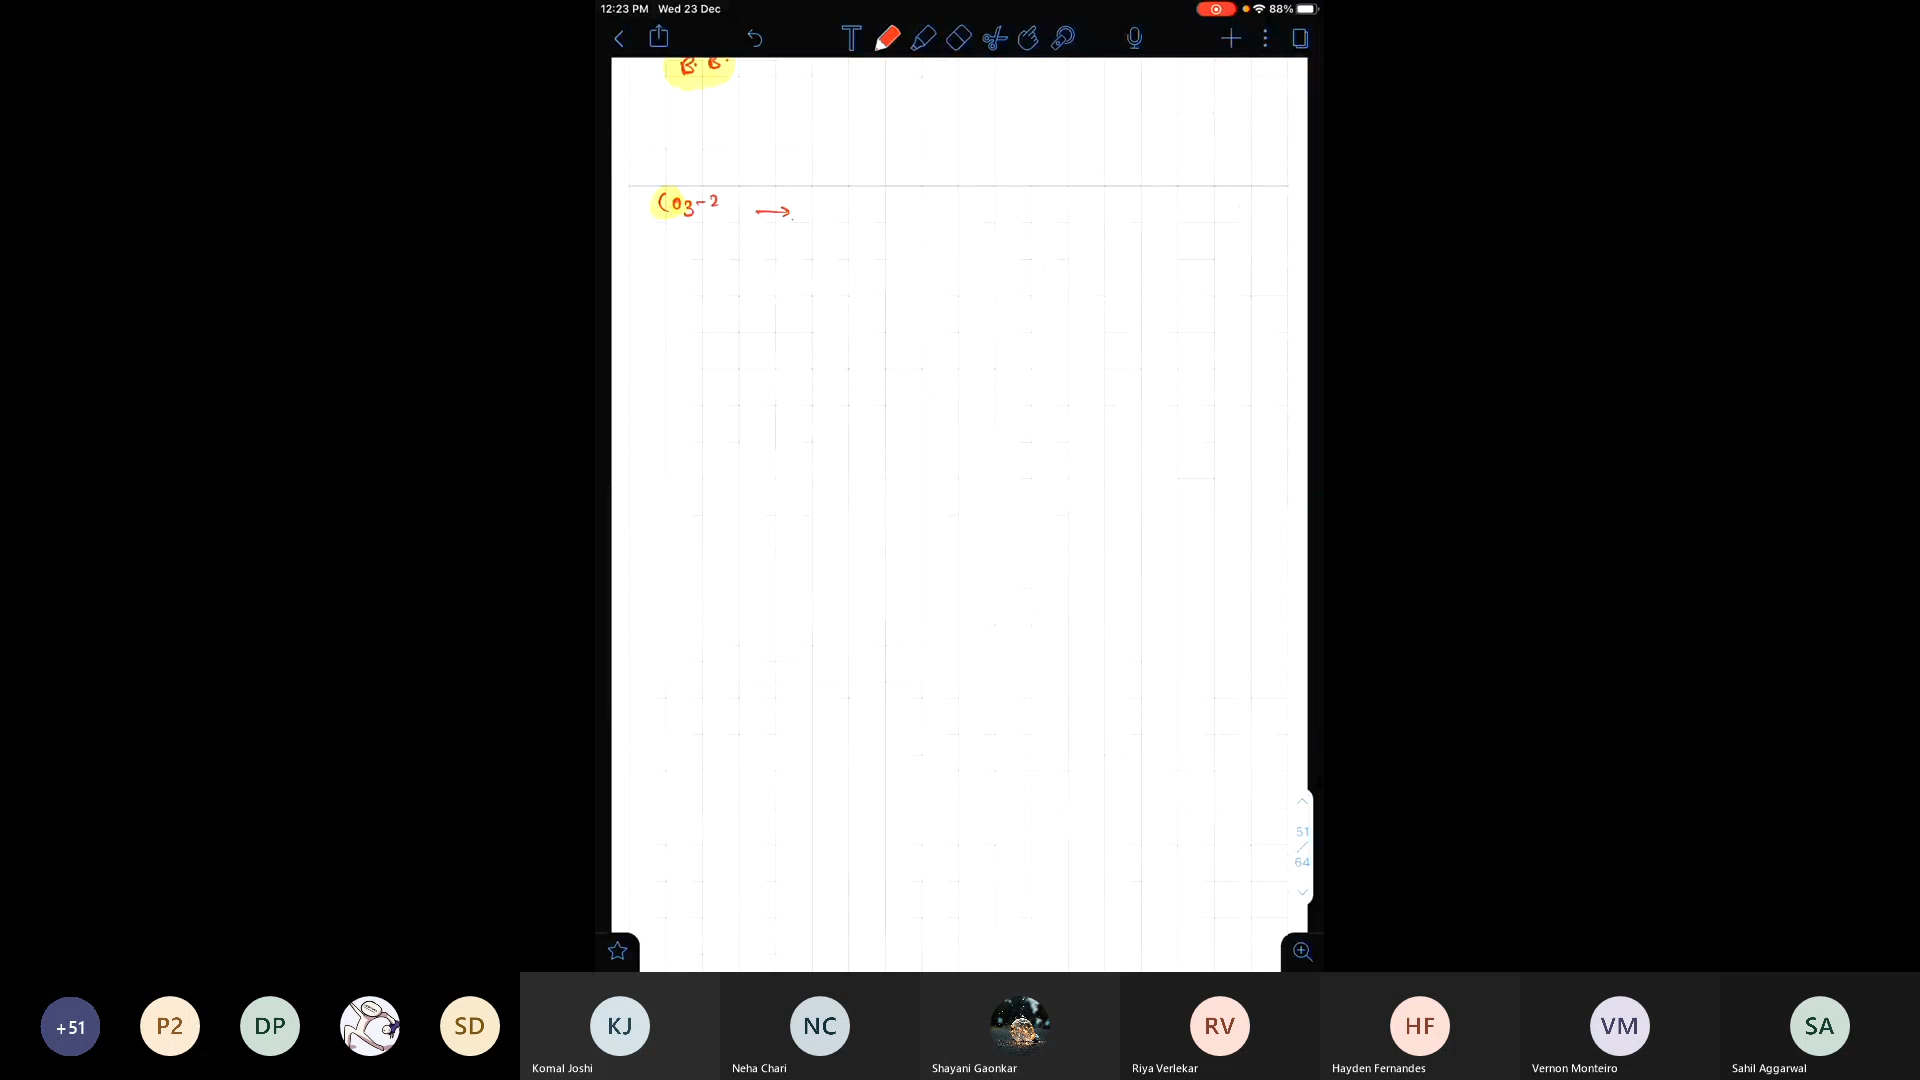 12:23 PM Wed 23 Dec 88%
T
B. B.
CO3-2 →
51
/
64
+51 P2 DP SD KJ NC RV HF VM SA
Komal Joshi Neha Chari Shayani Gaonkar Riya Verlekar Hayden Fernandes Vernon Monteiro Sahil Aggarwal